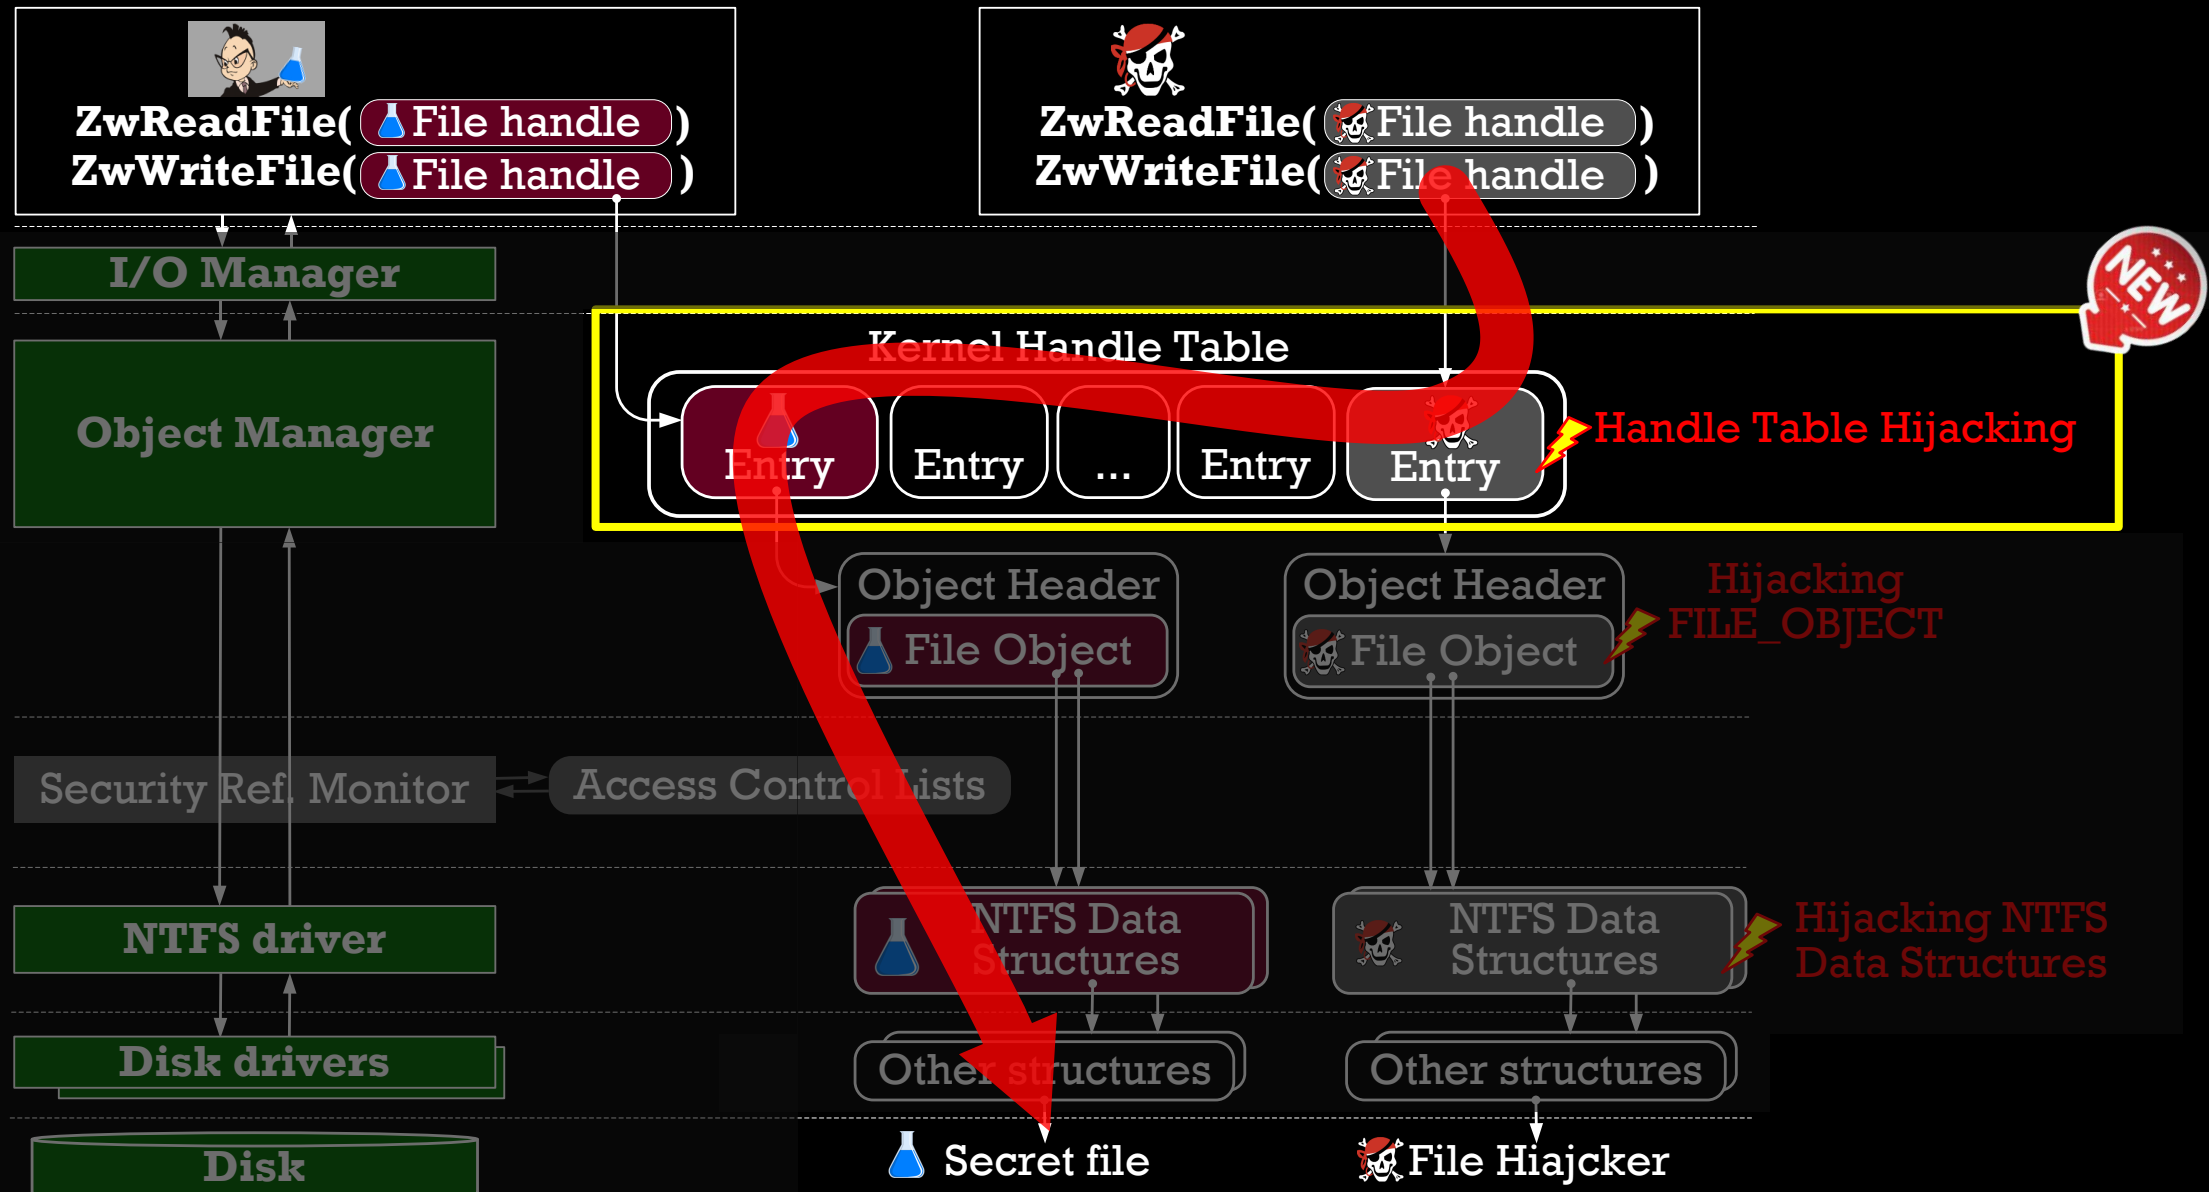 ZwReadFile( File handle )
ZwWriteFile( File handle )
ZwReadFile( File handle )
ZwWriteFile( File handle )
I/O Manager
NEW
Kernel Handle Table
Object Manager
Entry
Entry
...
Entry
Entry
Handle Table Hijacking
Object Header
File Object
Object Header
File Object
Hijacking
FILE_OBJECT
Security Ref. Monitor
Access Control Lists
NTFS driver
NTFS Data
Structures
NTFS Data
Structures
Hijacking NTFS
Data Structures
Disk drivers
Other structures
Other structures
Disk
Secret file
File Hiajcker